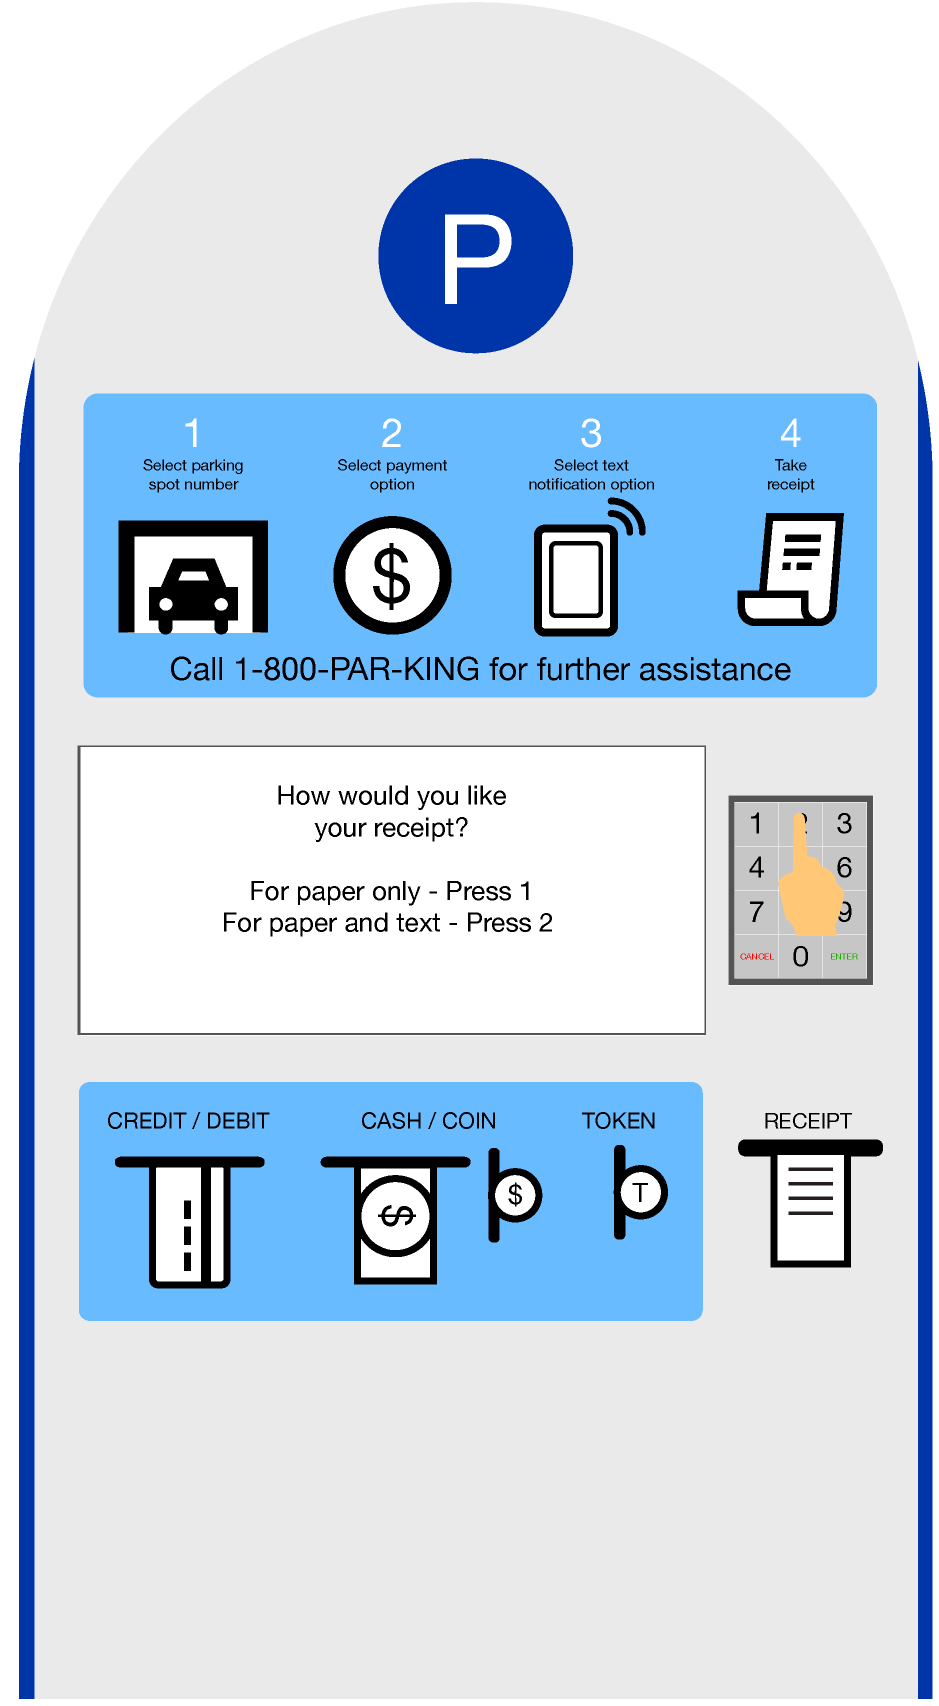 P
1
Select parking
spot number
2
Select payment
option
3
Select text
notification option
4
Take
receipt
$
Call 1-800-PAR-KING for further assistance
How would you like
your receipt?
For paper only - Press 1
For paper and text - Press 2
1 3
4 6
7 9
CANCEL 0 ENTER
CREDIT / DEBIT
CASH / COIN
TOKEN
RECEIPT
$
$
T